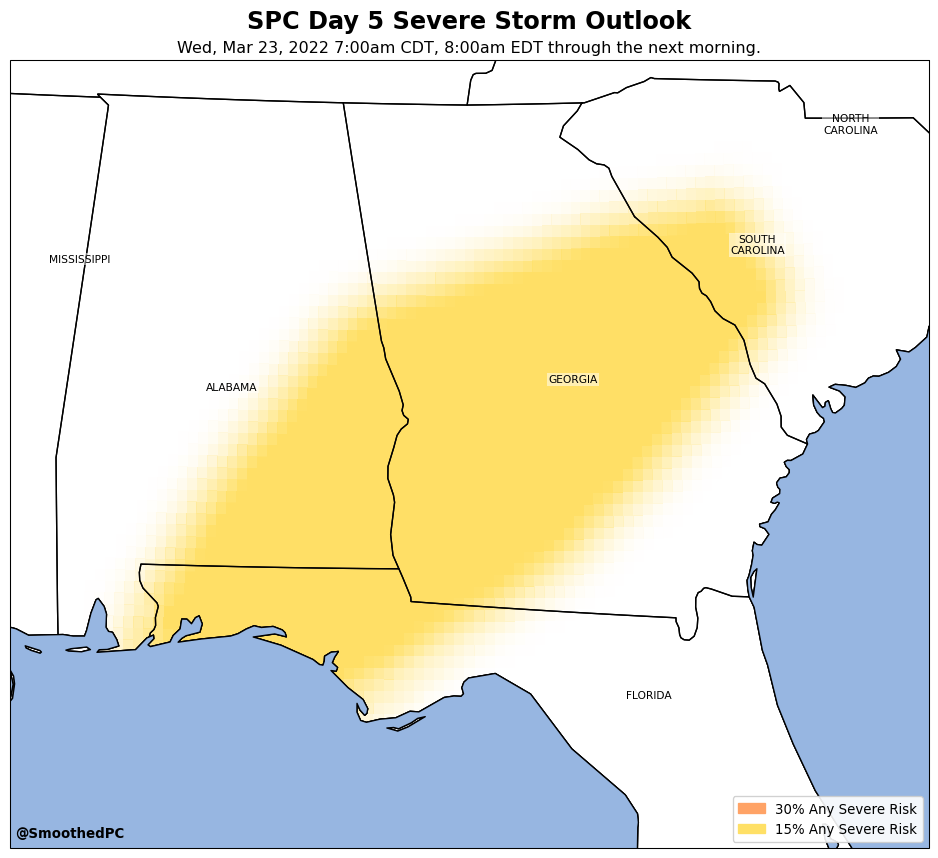 SPC Day 5 Severe Storm Outlook
Wed, Mar 23, 2022 7:00am CDT, 8:00am EDT through the next morning.
NORTH
CAROLINA
SOUTH
CAROLINA
MISSISSIPPI
ALABAMA
GEORGIA
FLORIDA
30% Any Severe Risk
15% Any Severe Risk
@SmoothedPC